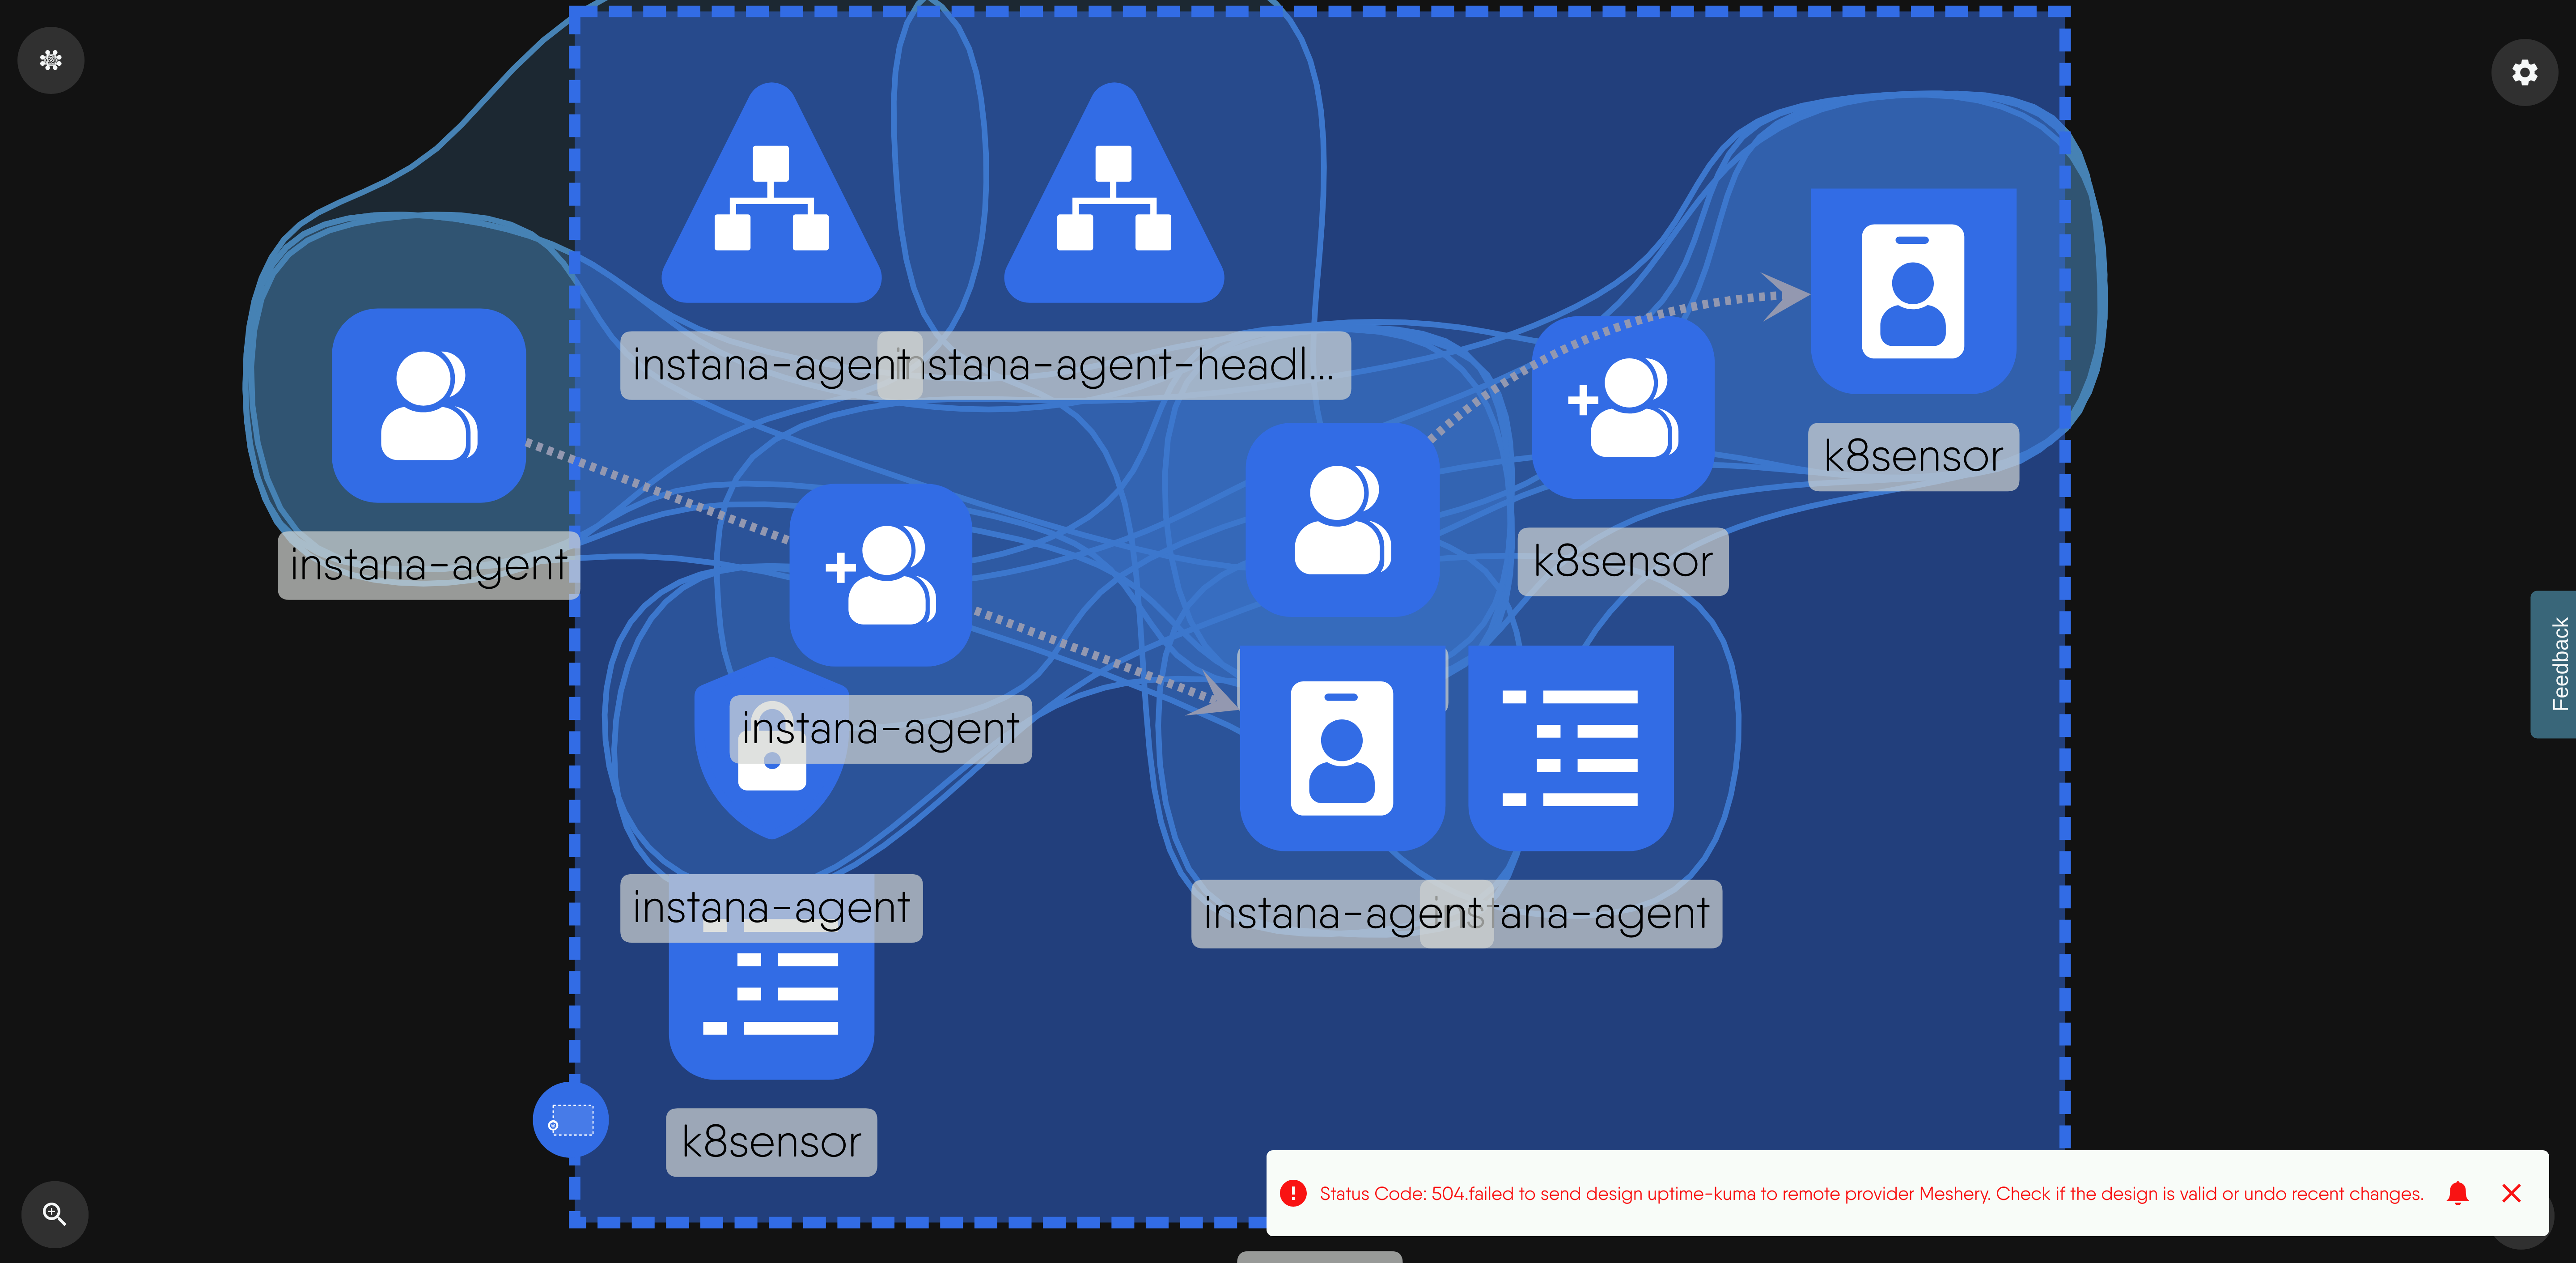 instana-agent
instana-agent-headl...
k8sensor
k8sensor
instana-agent
instana-agent
instana-agent
instana-agent
instana-agent
k8sensor
Feedback
Status Code: 504.failed to send design uptime-kuma to remote provider Meshery. Check if the design is valid or undo recent changes.